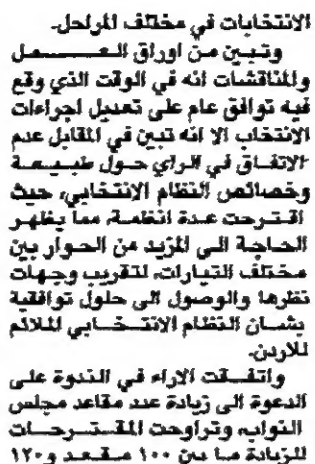 الانتخابات في مختلف المراحل.
وتبين من اوراق العمل
والمناقشات انه في الوقت الذي وقع
فيه توافق عام على تعديل اجراءات
الانتخاب الا انه تبين في المقابل عدم
الاتفاق في الراي حول طبيعة
وخصائص النظام الانتخابي، حيث
اقترحت عدة انظمة، مما يظهر
الحاجة الى المزيد من الحوار بين
مختلف التيارات، لتقريب وجهات
نظرها والوصول الى حلول توافقية
بشان النظام الانتخابي الملائم
للاردن.
واتفقت الاراء في الندوة على
الدعوة الى زيادة عدد مقاعد مجلس
النواب، وتراوحت المقترحات
للزيادة ما بين ١٠٠ مقعد و١٢٠